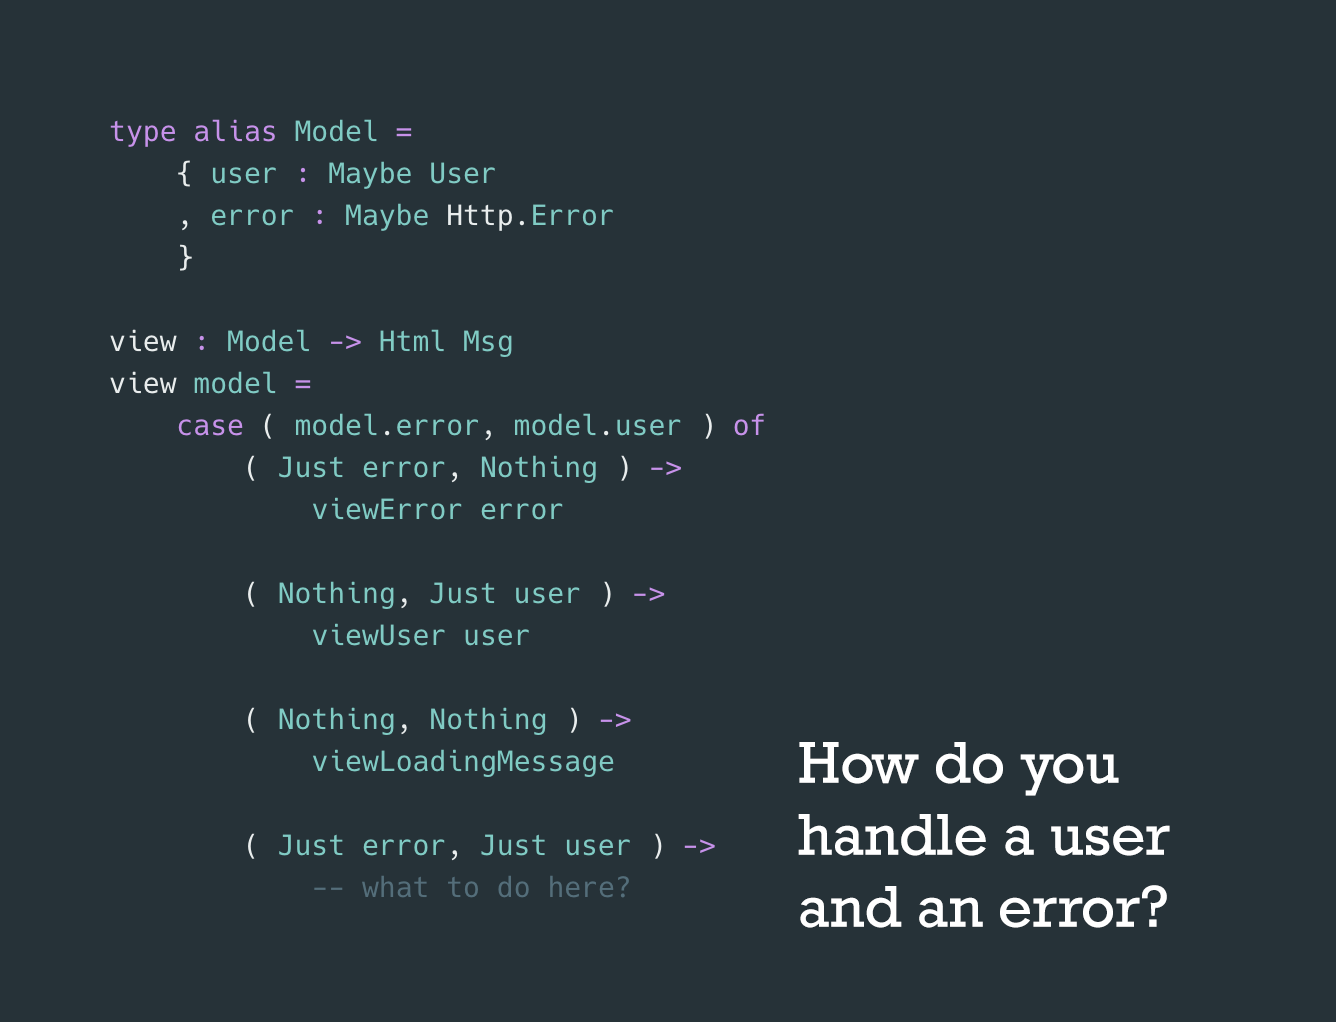 type alias Model =
    { user : Maybe User
    , error : Maybe Http.Error
    }
view : Model -> Html Msg
view model =
    case ( model.error, model.user ) of
        ( Just error, Nothing ) ->
            viewError error
        ( Nothing, Just user ) ->
            viewUser user
        ( Nothing, Nothing ) ->
            viewLoadingMessage
        ( Just error, Just user ) ->
            -- what to do here?
How do you
handle a user
and an error?